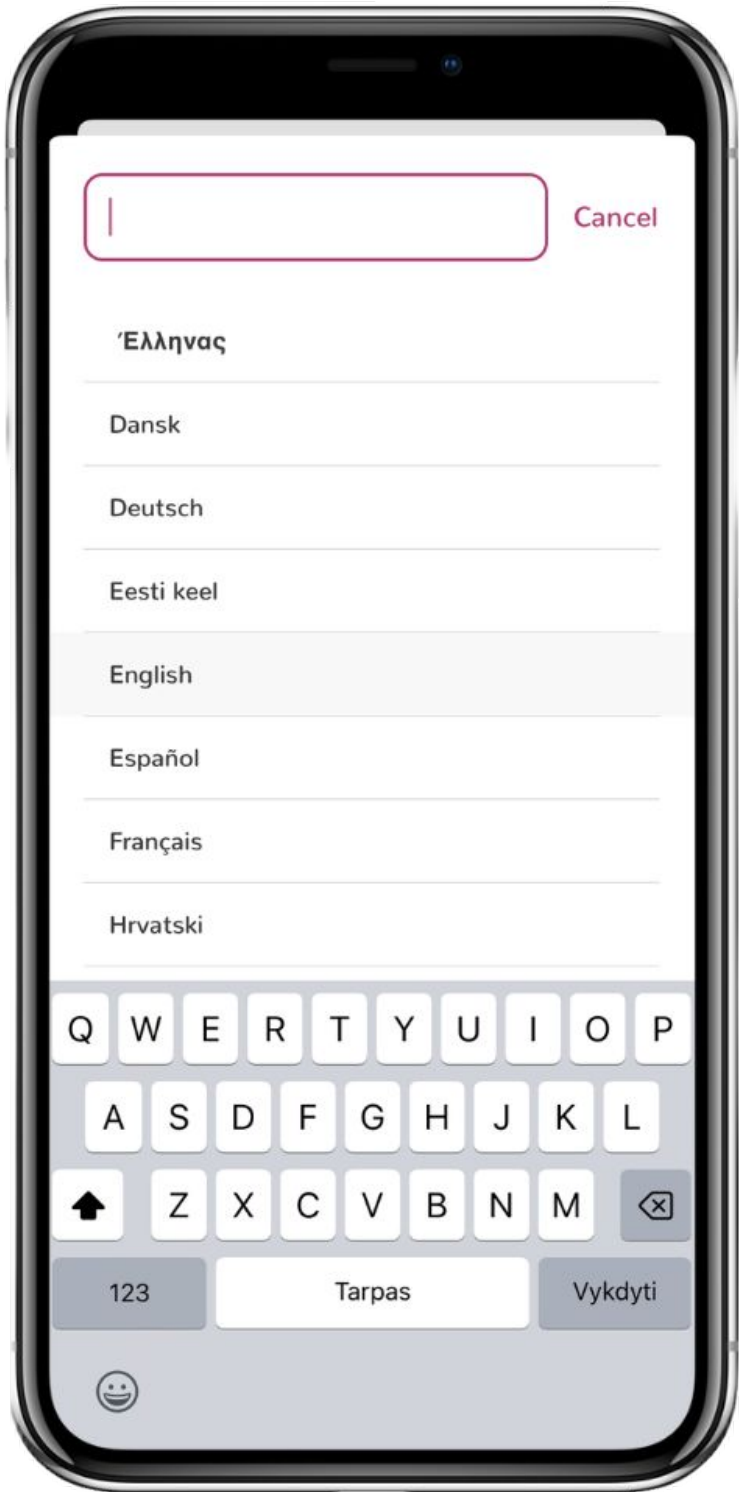 Cancel
Έλληνας
Dansk
Deutsch
Eesti keel
English
Español
Français
Hrvatski
Q W E R T Y U I O P
A S D F G H J K L
Z X C V B N M
123 Tarpas Vykdyti